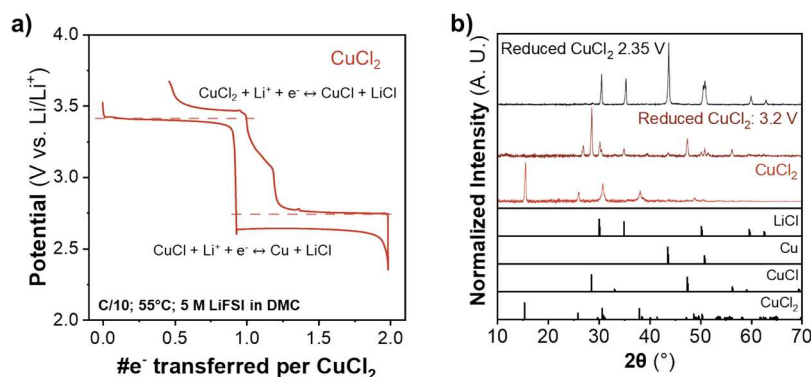 a)
CuCl₂
CuCl₂ + Li⁺ + e⁻ ↔ CuCl + LiCl
CuCl + Li⁺ + e⁻ ↔ Cu + LiCl
C/10; 55°C; 5 M LiFSI in DMC
Potential (V vs. Li/Li⁺)
4.0
3.5
3.0
2.5
2.0
0.0
0.5
1.0
1.5
2.0
#e⁻ transferred per CuCl₂
b)
Normalized Intensity (A. U.)
Reduced CuCl₂ 2.35 V
Reduced CuCl₂: 3.2 V
CuCl₂
LiCl
Cu
CuCl
CuCl₂
10
20
30
40
50
60
70
2θ (°)